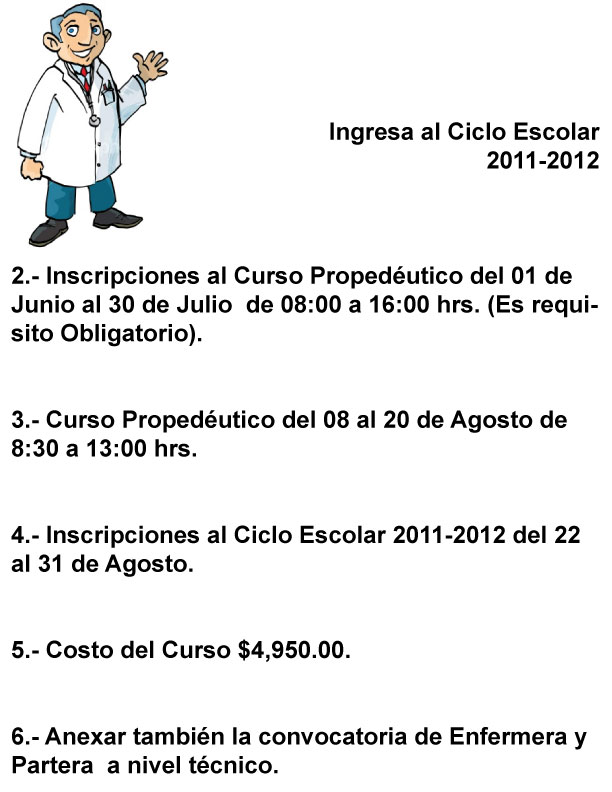 Ingresa al Ciclo Escolar
2011-2012
2.- Inscripciones al Curso Propedéutico del 01 de
Junio al 30 de Julio  de 08:00 a 16:00 hrs. (Es requi-
sito Obligatorio).
3.- Curso Propedéutico del 08 al 20 de Agosto de
8:30 a 13:00 hrs.
4.- Inscripciones al Ciclo Escolar 2011-2012 del 22
al 31 de Agosto.
5.- Costo del Curso $4,950.00.
6.- Anexar también la convocatoria de Enfermera y
Partera  a nivel técnico.